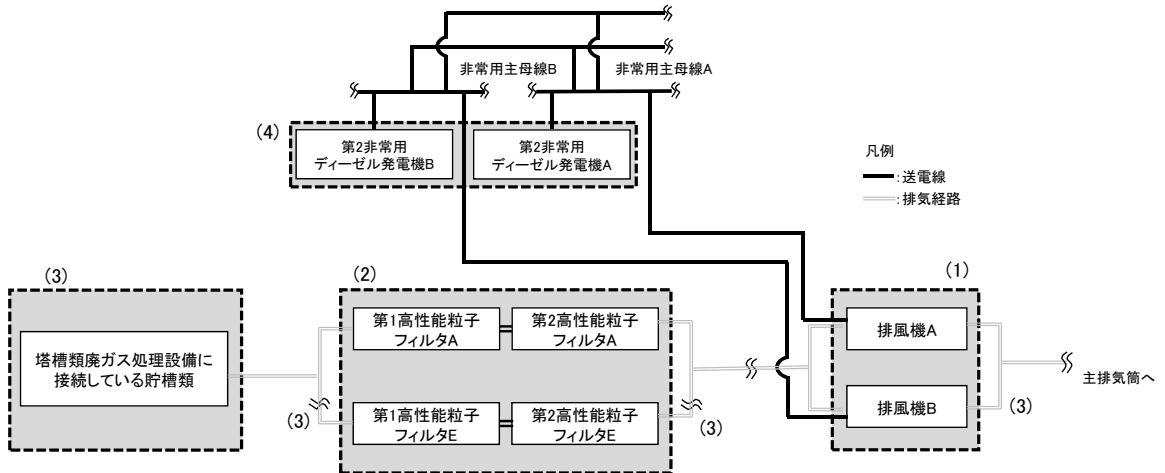 非常用主母線B
非常用主母線A
(4)
第2非常用
ディーゼル発電機B
第2非常用
ディーゼル発電機A
凡例
:送電線
:排気経路
(3)
(2)
(1)
塔槽類廃ガス処理設備に
接続している貯槽類
第1高性能粒子
フィルタA
第2高性能粒子
フィルタA
排風機A
主排気筒へ
(3)
第1高性能粒子
フィルタE
第2高性能粒子
フィルタE
(3)
排風機B
(3)